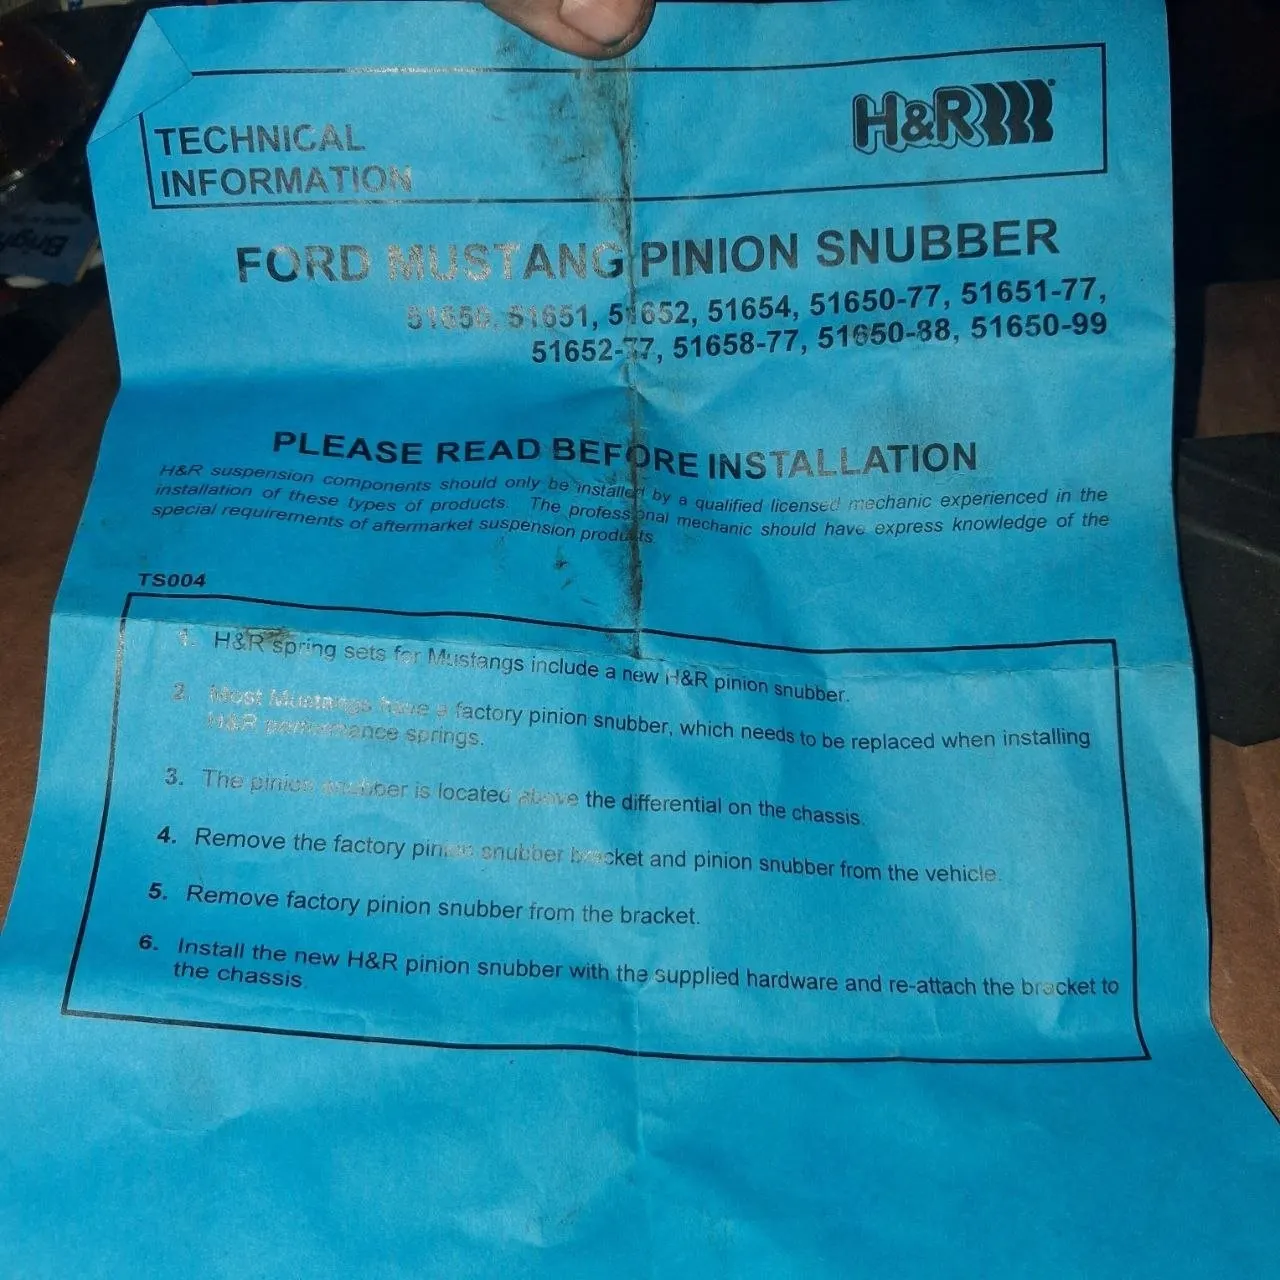 TECHNICAL
INFORMATION
H&R
FORD MUSTANG PINION SNUBBER
51650, 51651, 51652, 51654, 51650-77, 51651-77,
51652-77, 51658-77, 51650-88, 51650-99
PLEASE READ BEFORE INSTALLATION
H&R suspension components should only be installed by a qualified licensed mechanic experienced in the
installation of these types of products. The professional mechanic should have express knowledge of the
special requirements of aftermarket suspension products.
TS004
1. H&R spring sets for Mustangs include a new H&R pinion snubber.
2. Most Mustangs have a factory pinion snubber, which needs to be replaced when installing
H&R performance springs.
3. The pinion snubber is located above the differential on the chassis.
4. Remove the factory pinion snubber bracket and pinion snubber from the vehicle.
5. Remove factory pinion snubber from the bracket.
6. Install the new H&R pinion snubber with the supplied hardware and re-attach the bracket to
the chassis.